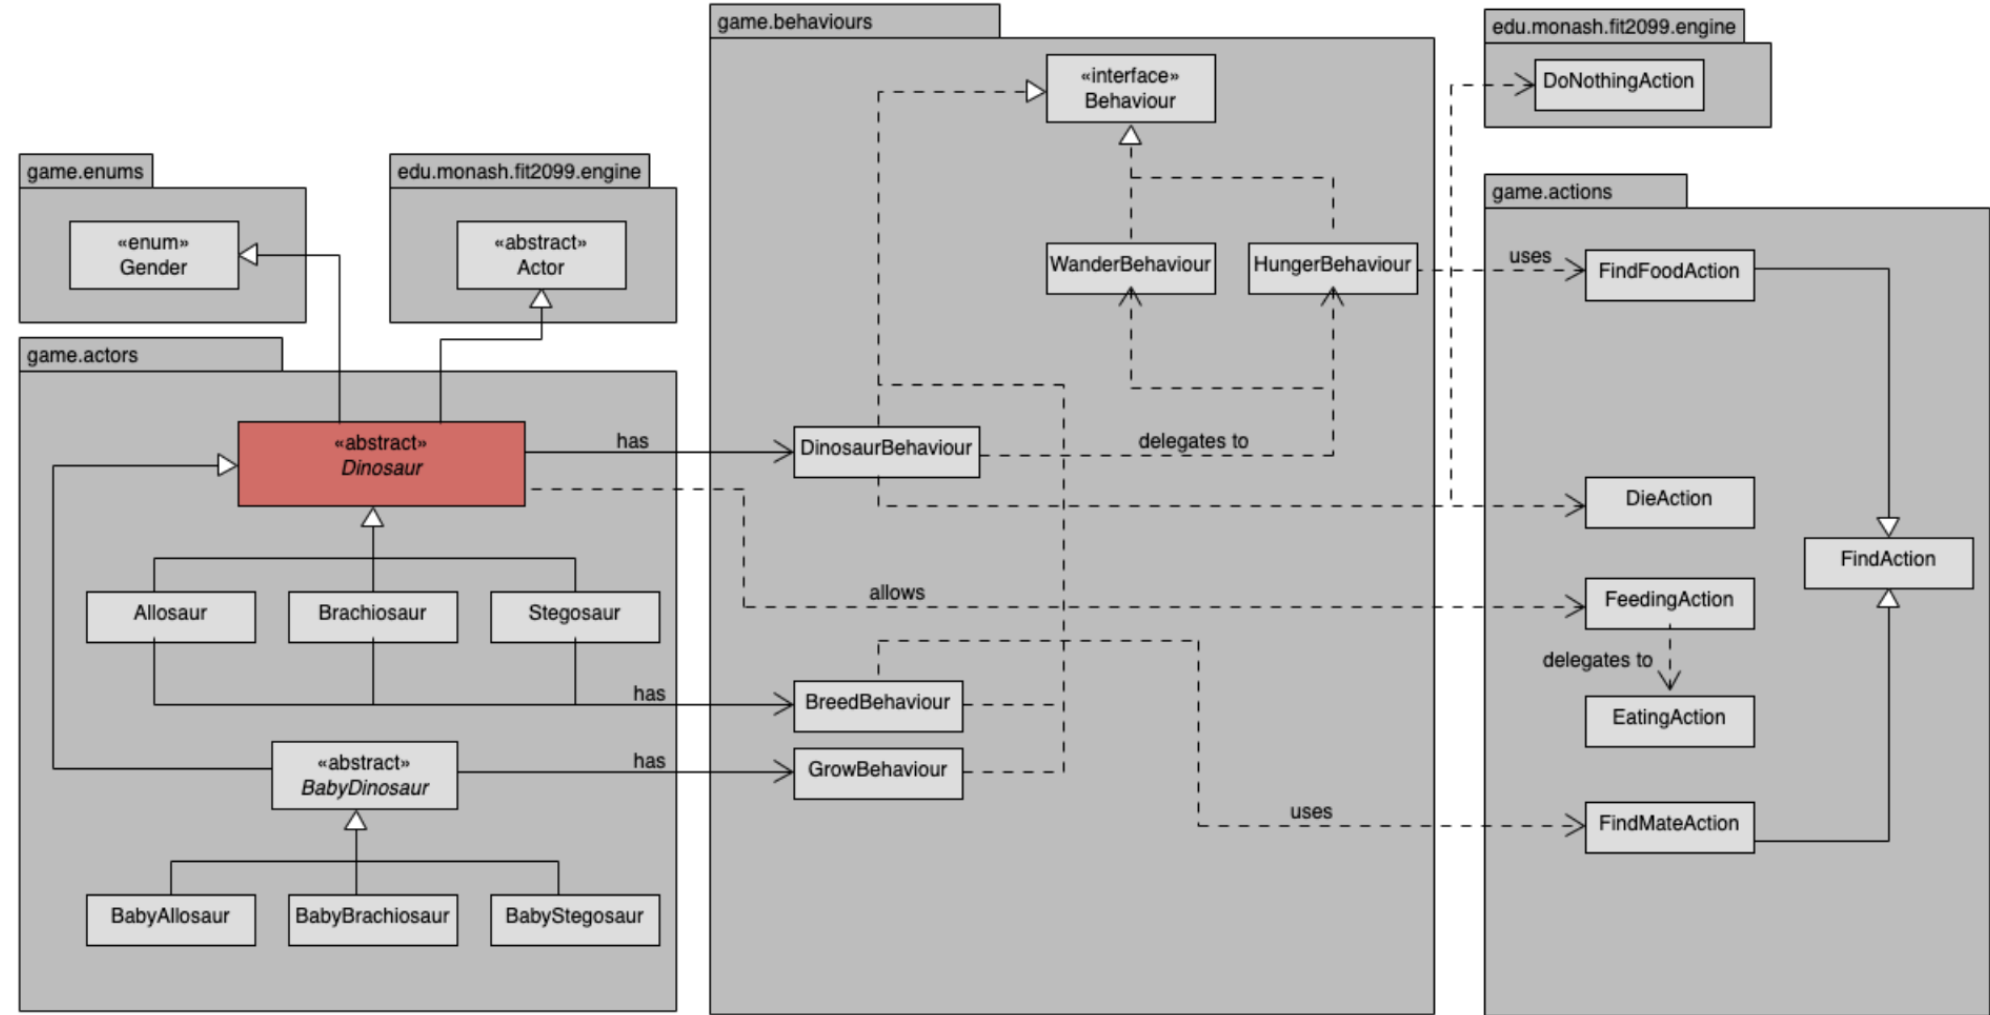 game.behaviours
edu.monash.fit2099.engine
«interface»
Behaviour
DoNothingAction
game.enums
edu.monash.fit2099.engine
game.actions
«enum»
Gender
«abstract»
Actor
WanderBehaviour
HungerBehaviour
uses
FindFoodAction
game.actors
«abstract»
Dinosaur
has
DinosaurBehaviour
delegates to
DieAction
FindAction
Allosaur
Brachiosaur
Stegosaur
allows
FeedingAction
delegates to
has
BreedBehaviour
EatingAction
«abstract»
BabyDinosaur
has
GrowBehaviour
uses
FindMateAction
BabyAllosaur
BabyBrachiosaur
BabyStegosaur